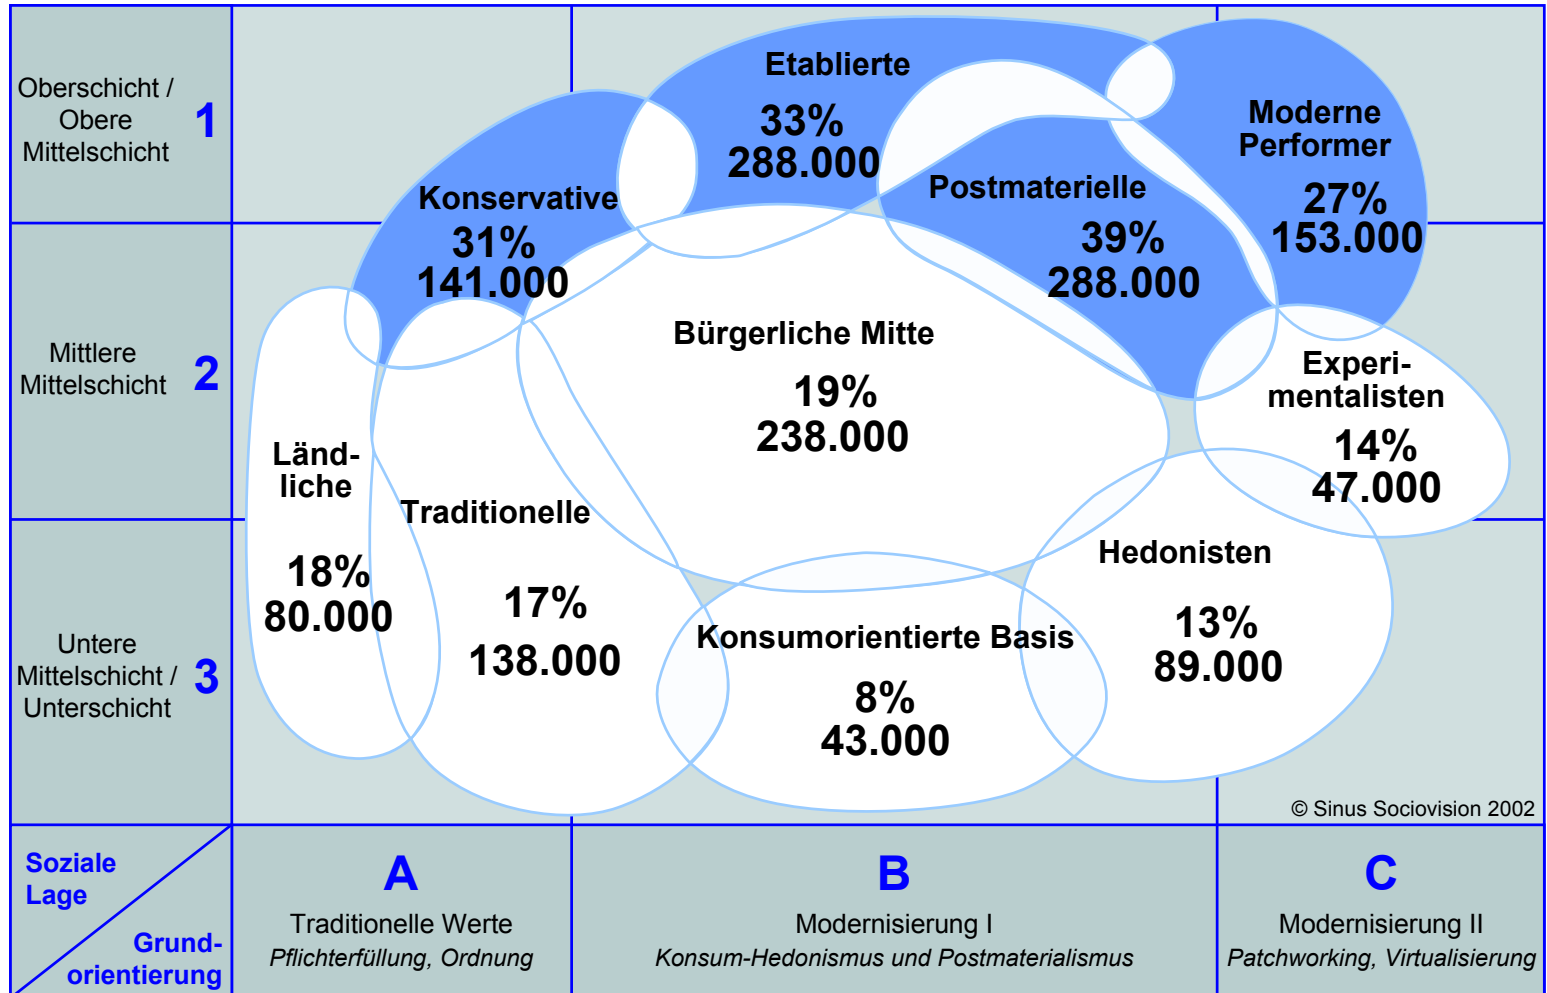 Oberschicht /
Obere
Mittelschicht
1
Etablierte
33%
288.000
Moderne
Performer
27%
153.000
Konservative
31%
141.000
Postmaterielle
39%
288.000
Mittlere
Mittelschicht
2
Bürgerliche Mitte
19%
238.000
Experi-
mentalisten
14%
47.000
Länd-
liche
18%
80.000
Traditionelle
17%
138.000
Hedonisten
13%
89.000
Untere
Mittelschicht /
Unterschicht
3
Konsumorientierte Basis
8%
43.000
© Sinus Sociovision 2002
Soziale
Lage
Grund-
orientierung
A
Traditionelle Werte
Pflichterfüllung, Ordnung
B
Modernisierung I
Konsum-Hedonismus und Postmaterialismus
C
Modernisierung II
Patchworking, Virtualisierung